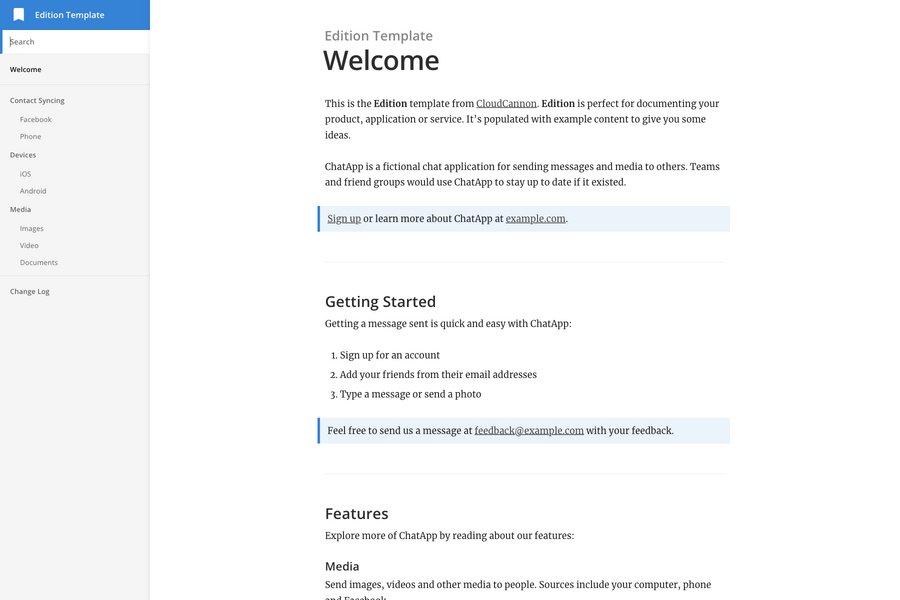 Edition Template
Search
Welcome
Contact Syncing
Facebook
Phone
Devices
iOS
Android
Media
Images
Video
Documents
Change Log
Edition Template
Welcome
This is the Edition template from CloudCannon. Edition is perfect for documenting your
product, application or service. It's populated with example content to give you some
ideas.
ChatApp is a fictional chat application for sending messages and media to others. Teams
and friend groups would use ChatApp to stay up to date if it existed.
Sign up or learn more about ChatApp at example.com.
Getting Started
Getting a message sent is quick and easy with ChatApp:
1. Sign up for an account
2. Add your friends from their email addresses
3. Type a message or send a photo
Feel free to send us a message at feedback@example.com with your feedback.
Features
Explore more of ChatApp by reading about our features:
Media
Send images, videos and other media to people. Sources include your computer, phone
and Facebook.